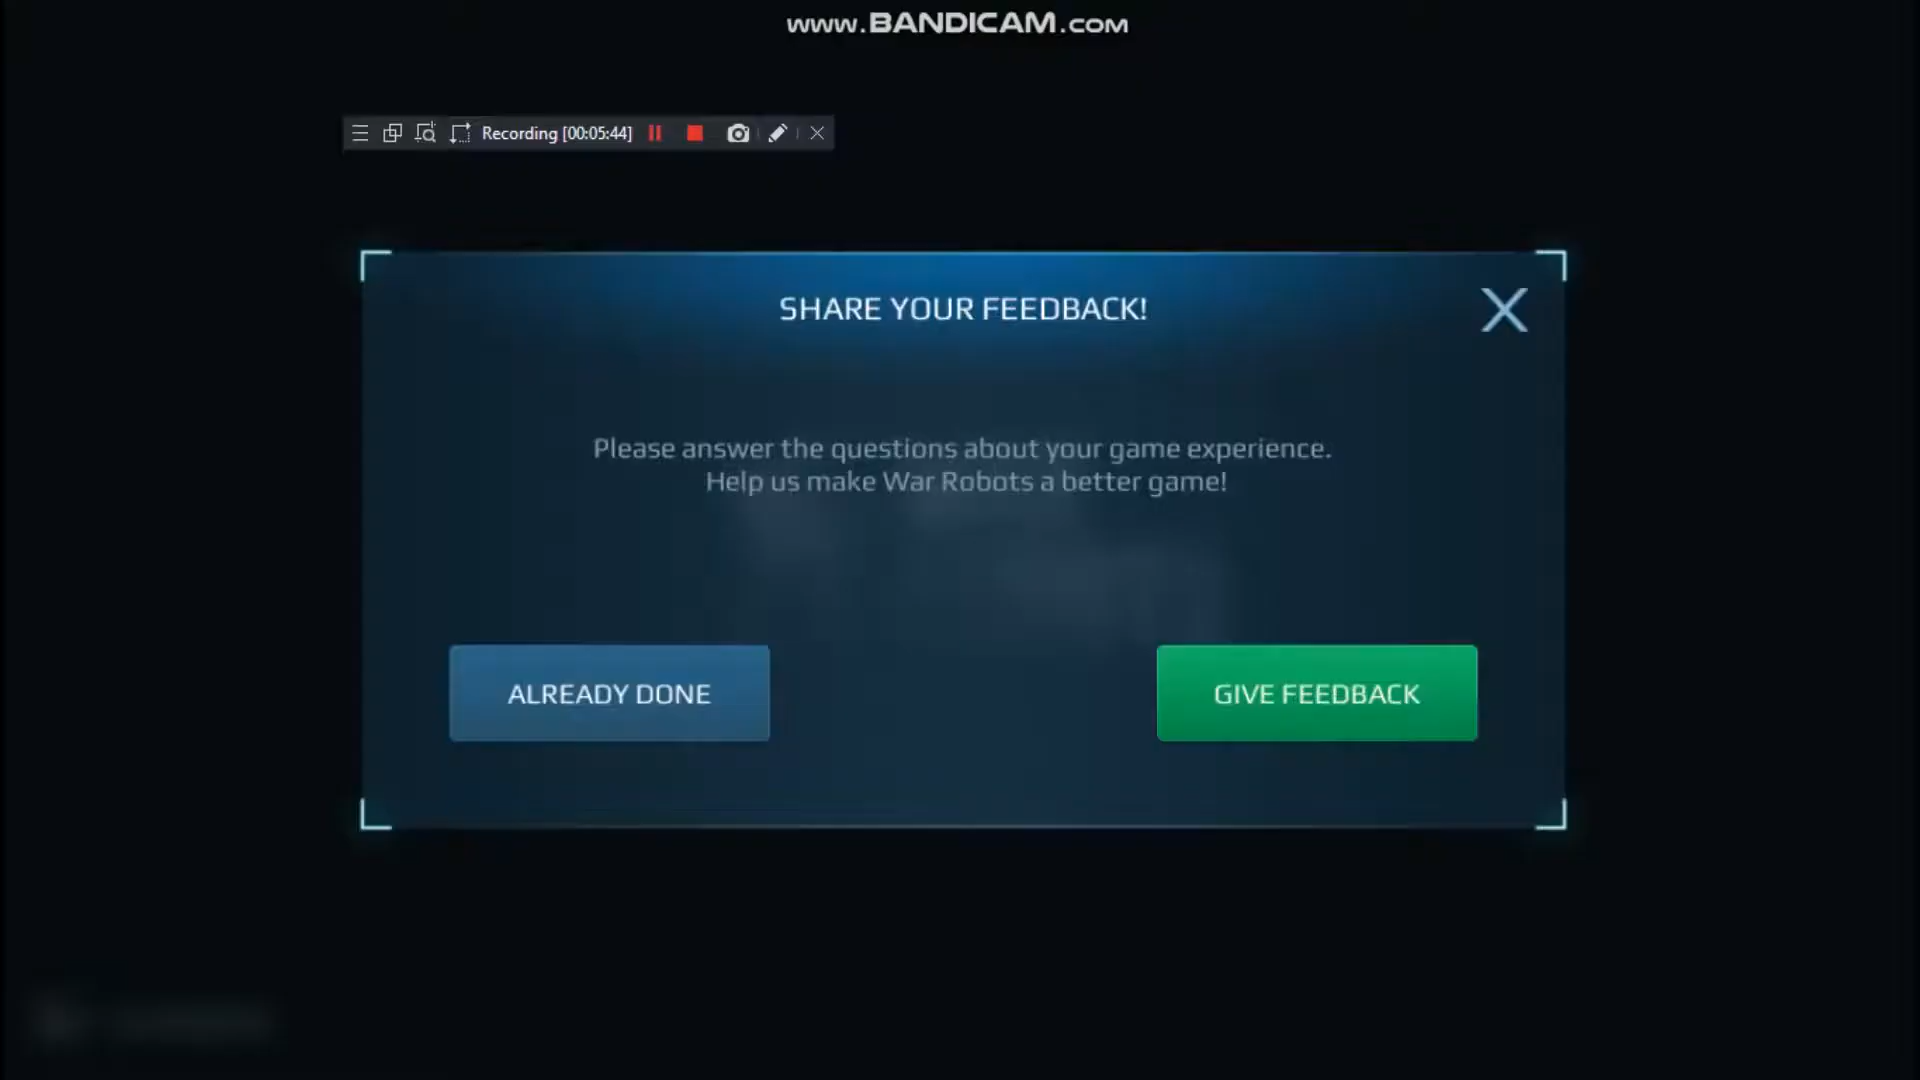 www.BANDICAM.COM
Recording [00:05:44]
SHARE YOUR FEEDBACK!
Please answer the questions about your game experience.
Help us make War Robots a better game!
ALREADY DONE
GIVE FEEDBACK